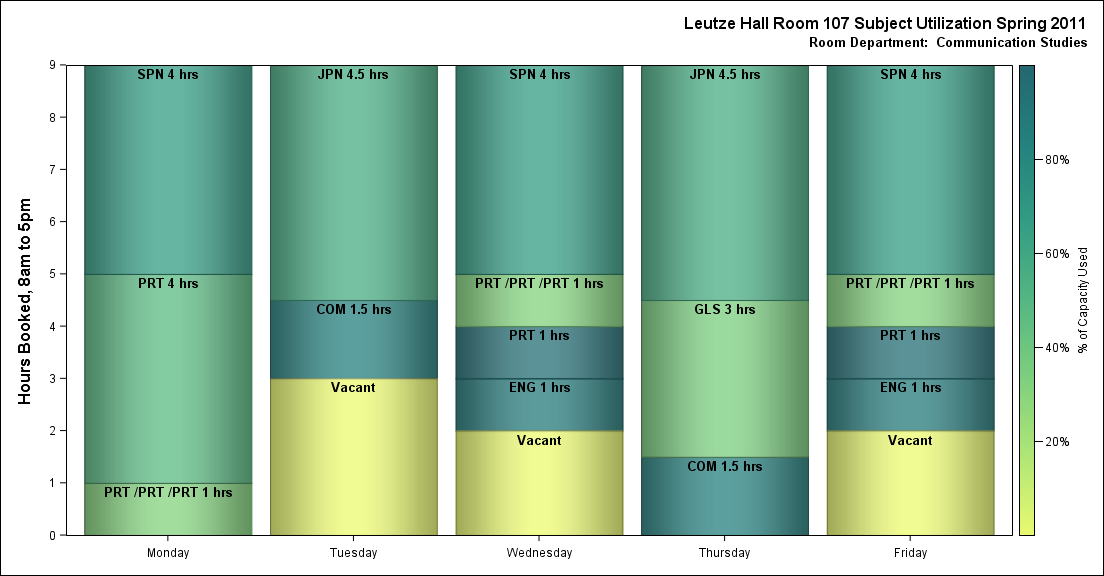 Leutze Hall Room 107 Subject Utilization Spring 2011
Room Department:  Communication Studies
Hours Booked, 8am to 5pm
9
8
7
6
5
4
3
2
1
0
SPN 4 hrs
PRT 4 hrs
PRT /PRT /PRT 1 hrs
JPN 4.5 hrs
COM 1.5 hrs
Vacant
SPN 4 hrs
PRT /PRT /PRT 1 hrs
PRT 1 hrs
ENG 1 hrs
Vacant
JPN 4.5 hrs
GLS 3 hrs
COM 1.5 hrs
SPN 4 hrs
PRT /PRT /PRT 1 hrs
PRT 1 hrs
ENG 1 hrs
Vacant
Monday
Tuesday
Wednesday
Thursday
Friday
80%
60%
40%
20%
% of Capacity Used